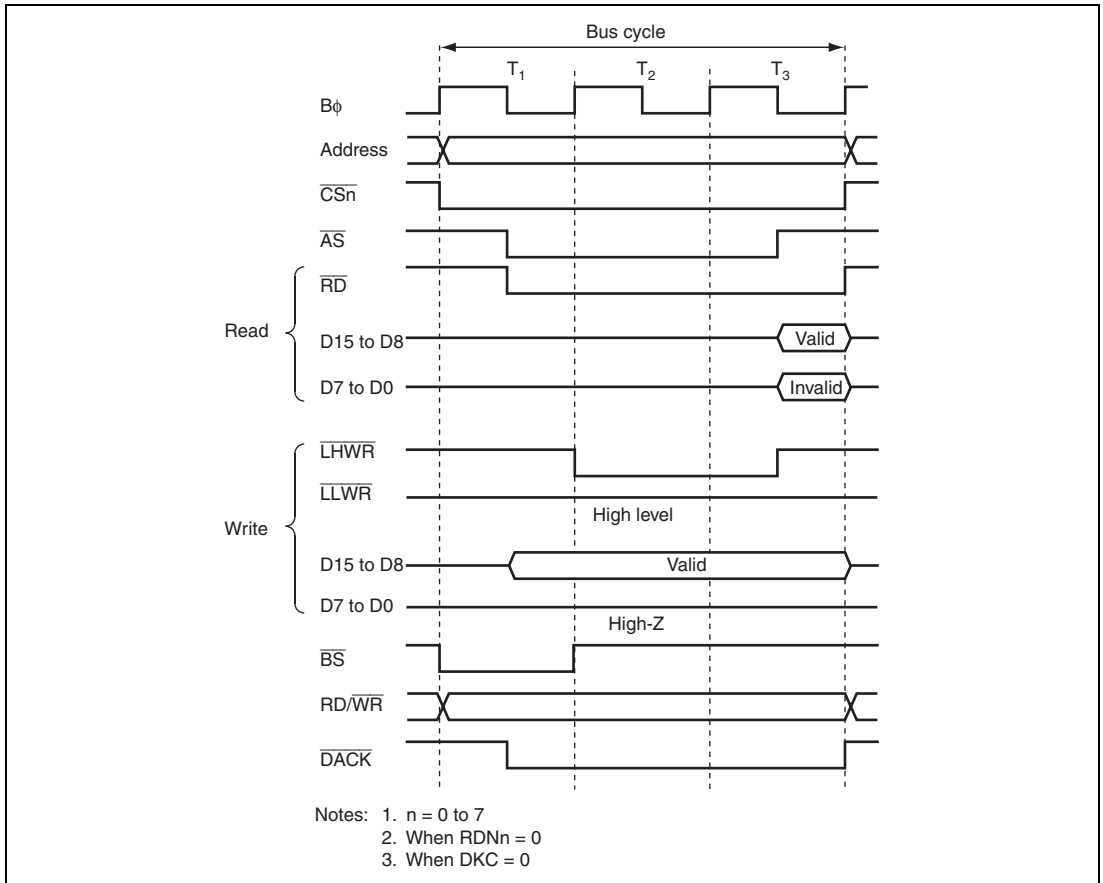 Bus cycle
T1 T2 T3
Bϕ
Address
CSn
AS
RD
Read
D15 to D8 Valid
D7 to D0 Invalid
LHWR
LLWR
High level
Write
D15 to D8 Valid
D7 to D0
High-Z
BS
RD/WR
DACK
Notes: 1. n = 0 to 7
2. When RDNn = 0
3. When DKC = 0